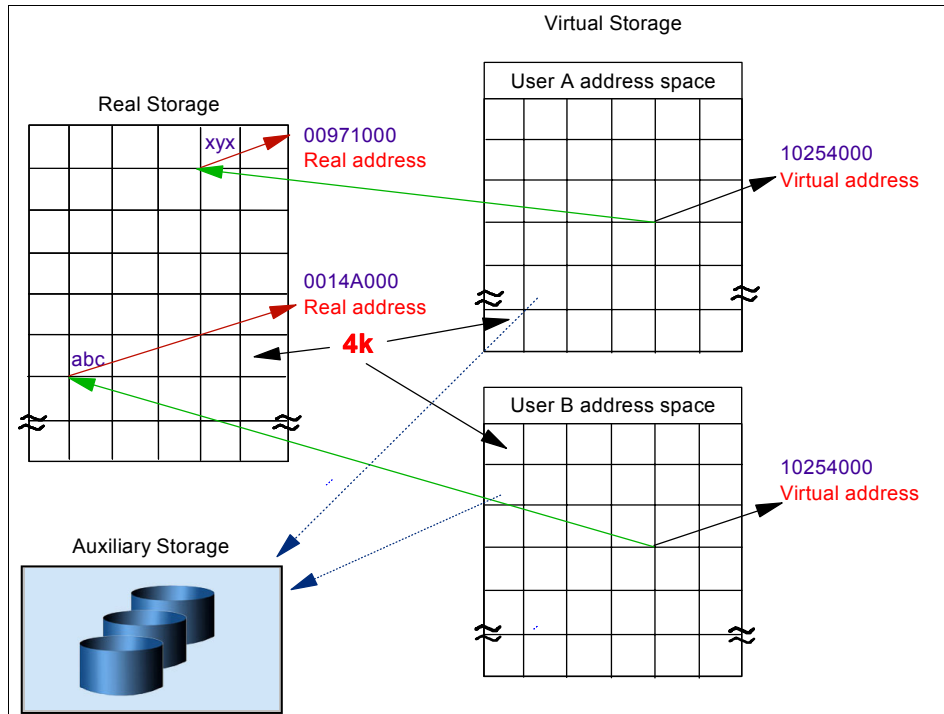 Virtual Storage
Real Storage
xyx
00971000
Real address
0014A000
Real address
abc
4k
User A address space
10254000
Virtual address
User B address space
10254000
Virtual address
Auxiliary Storage